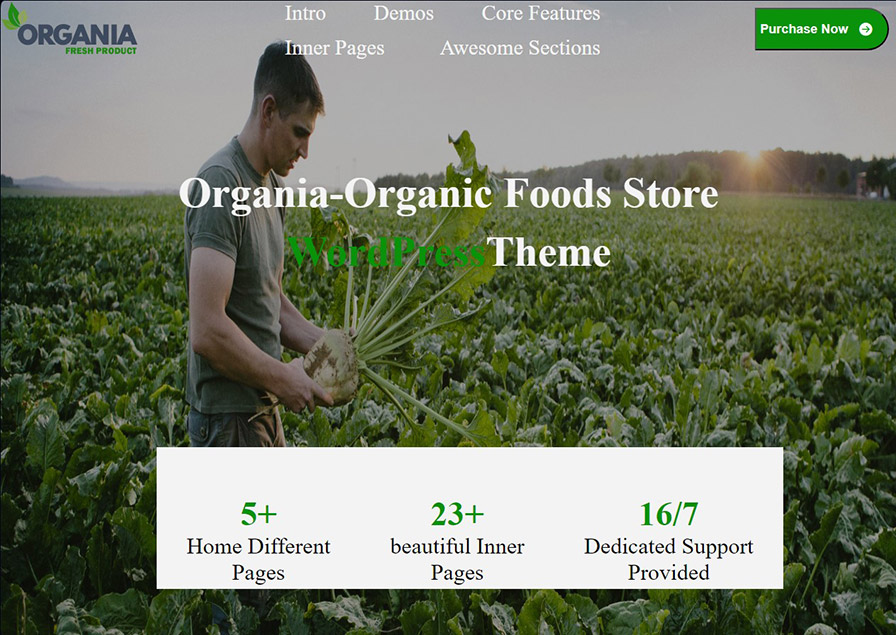 ORGANIA
FRESH PRODUCT
Intro Demos Core Features
Inner Pages Awesome Sections
Purchase Now
Organia-Organic Foods Store
WordPressTheme
5+
Home Different
Pages
23+
beautiful Inner
Pages
16/7
Dedicated Support
Provided